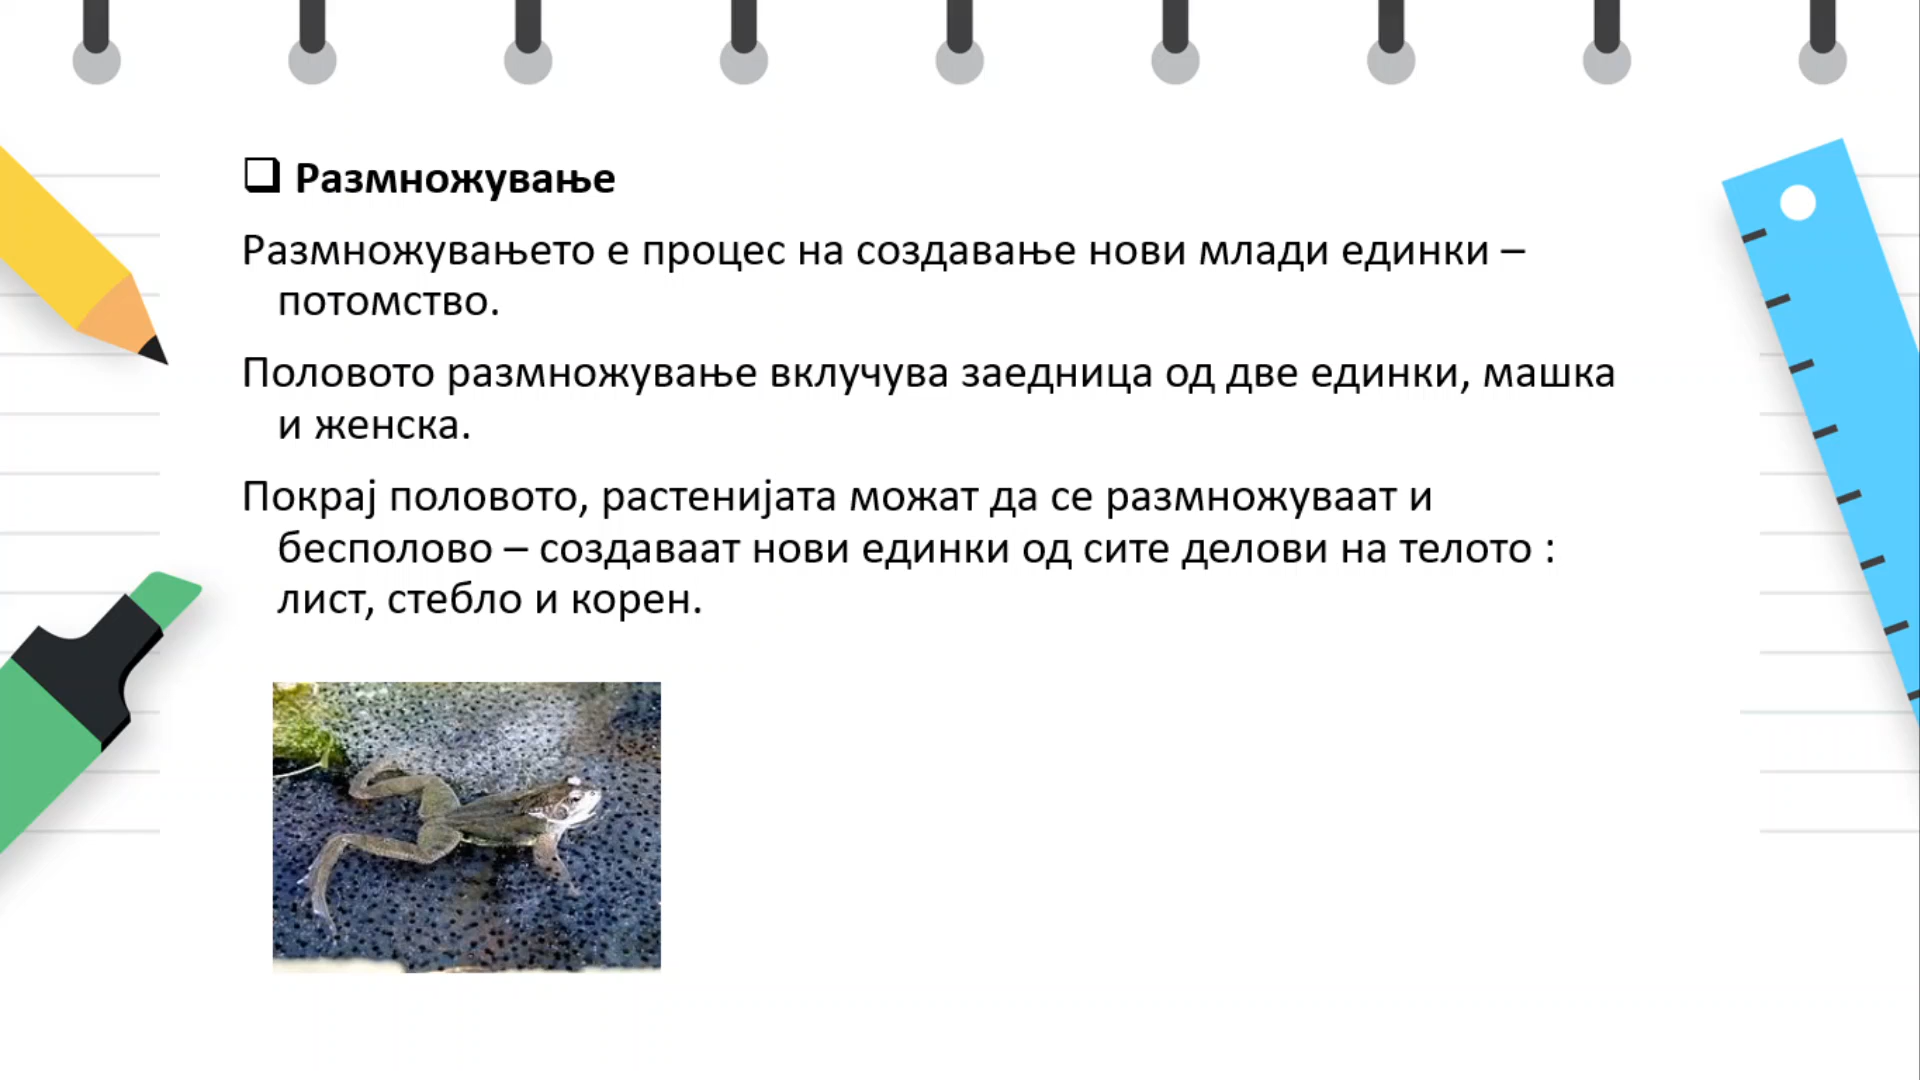 Размножување
Размножувањето е процес на создавање нови млади единки –
потомство.
Половото размножување вклучува заедница од две единки, машка
и женска.
Покрај половото, растенијата можат да се размножуваат и
бесполово – создаваат нови единки од сите делови на телото :
лист, стебло и корен.